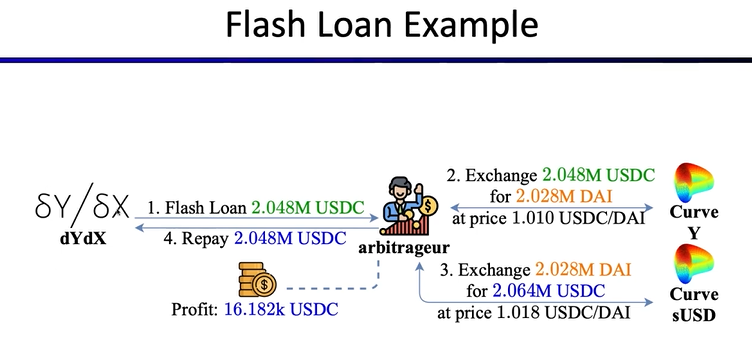 Flash Loan Example
δY/δX
dYdX
1. Flash Loan 2.048M USDC
4. Repay 2.048M USDC
arbitrageur
$
2. Exchange 2.048M USDC
for 2.028M DAI
at price 1.010 USDC/DAI
Curve
Y
3. Exchange 2.028M DAI
for 2.064M USDC
at price 1.018 USDC/DAI
Curve
sUSD
$
Profit: 16.182k USDC